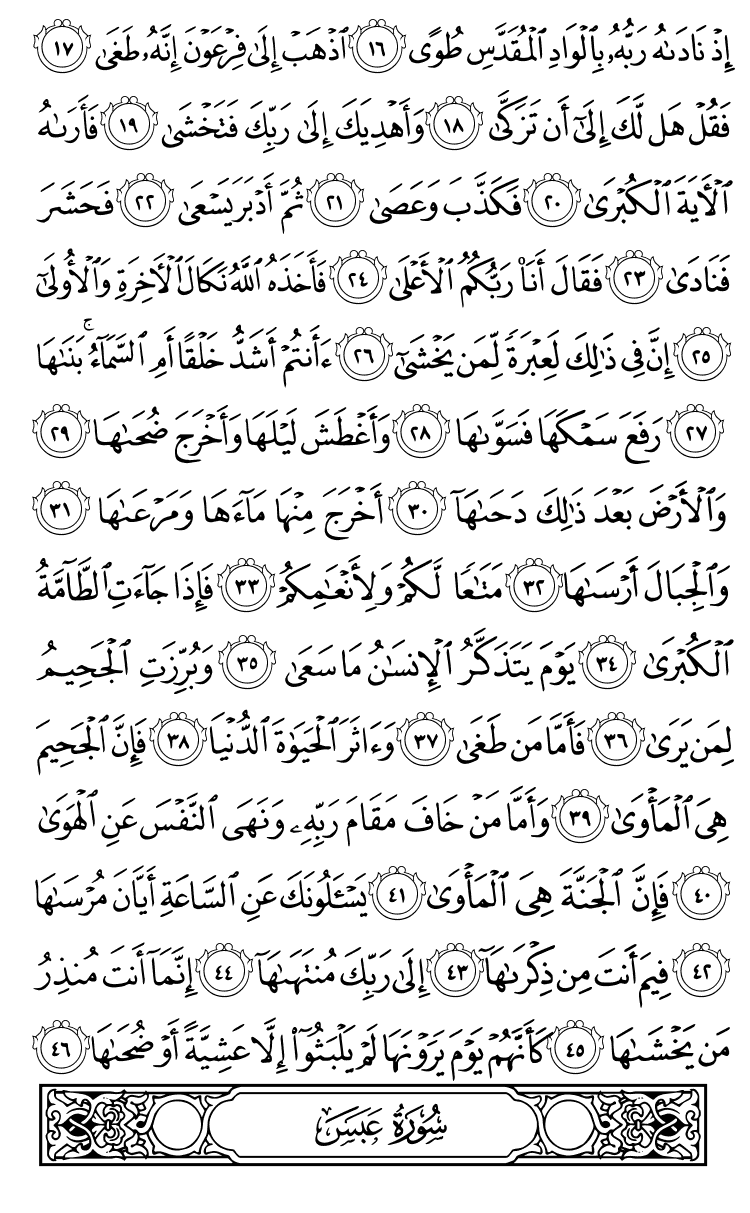 إِذْ نَادَىٰهُ رَبُّهُۥ بِٱلْوَادِ ٱلْمُقَدَّسِ طُوًى ١٦ ٱذْهَبْ إِلَىٰ فِرْعَوْنَ إِنَّهُۥ طَغَىٰ ١٧
فَقُلْ هَل لَّكَ إِلَىٰٓ أَن تَزَكَّىٰ ١٨ وَأَهْدِيَكَ إِلَىٰ رَبِّكَ فَتَخْشَىٰ ١٩ فَأَرَىٰهُ
ٱلْـَٔايَةَ ٱلْكُبْرَىٰ ٢٠ فَكَذَّبَ وَعَصَىٰ ٢١ ثُمَّ أَدْبَرَ يَسْعَىٰ ٢٢ فَحَشَرَ
فَنَادَىٰ ٢٣ فَقَالَ أَنَا۠ رَبُّكُمُ ٱلْأَعْلَىٰ ٢٤ فَأَخَذَهُ ٱللَّهُ نَكَالَ ٱلْـَٔاخِرَةِ وَٱلْأُولَىٰٓ
٢٥ إِنَّ فِى ذَٰلِكَ لَعِبْرَةً لِّمَن يَخْشَىٰٓ ٢٦ ءَأَنتُمْ أَشَدُّ خَلْقًا أَمِ ٱلسَّمَآءُ ۚ بَنَىٰهَا
٢٧ رَفَعَ سَمْكَهَا فَسَوَّىٰهَا ٢٨ وَأَغْطَشَ لَيْلَهَا وَأَخْرَجَ ضُحَىٰهَا ٢٩
وَٱلْأَرْضَ بَعْدَ ذَٰلِكَ دَحَىٰهَآ ٣٠ أَخْرَجَ مِنْهَا مَآءَهَا وَمَرْعَىٰهَا ٣١
وَٱلْجِبَالَ أَرْسَىٰهَا ٣٢ مَتَـٰعًا لَّكُمْ وَلِأَنْعَـٰمِكُمْ ٣٣ فَإِذَا جَآءَتِ ٱلطَّآمَّةُ
ٱلْكُبْرَىٰ ٣٤ يَوْمَ يَتَذَكَّرُ ٱلْإِنسَـٰنُ مَا سَعَىٰ ٣٥ وَبُرِّزَتِ ٱلْجَحِيمُ
لِمَن يَرَىٰ ٣٦ فَأَمَّا مَن طَغَىٰ ٣٧ وَءَاثَرَ ٱلْحَيَوٰةَ ٱلدُّنْيَا ٣٨ فَإِنَّ ٱلْجَحِيمَ
هِىَ ٱلْمَأْوَىٰ ٣٩ وَأَمَّا مَنْ خَافَ مَقَامَ رَبِّهِۦ وَنَهَى ٱلنَّفْسَ عَنِ ٱلْهَوَىٰ
٤٠ فَإِنَّ ٱلْجَنَّةَ هِىَ ٱلْمَأْوَىٰ ٤١ يَسْـَٔلُونَكَ عَنِ ٱلسَّاعَةِ أَيَّانَ مُرْسَىٰهَا
٤٢ فِيمَ أَنتَ مِن ذِكْرَىٰهَآ ٤٣ إِلَىٰ رَبِّكَ مُنتَهَىٰهَآ ٤٤ إِنَّمَآ أَنتَ مُنذِرُ
مَن يَخْشَىٰهَا ٤٥ كَأَنَّهُمْ يَوْمَ يَرَوْنَهَا لَمْ يَلْبَثُوٓا۟ إِلَّا عَشِيَّةً أَوْ ضُحَىٰهَا ٤٦
سُورَةُ عَبَسَ